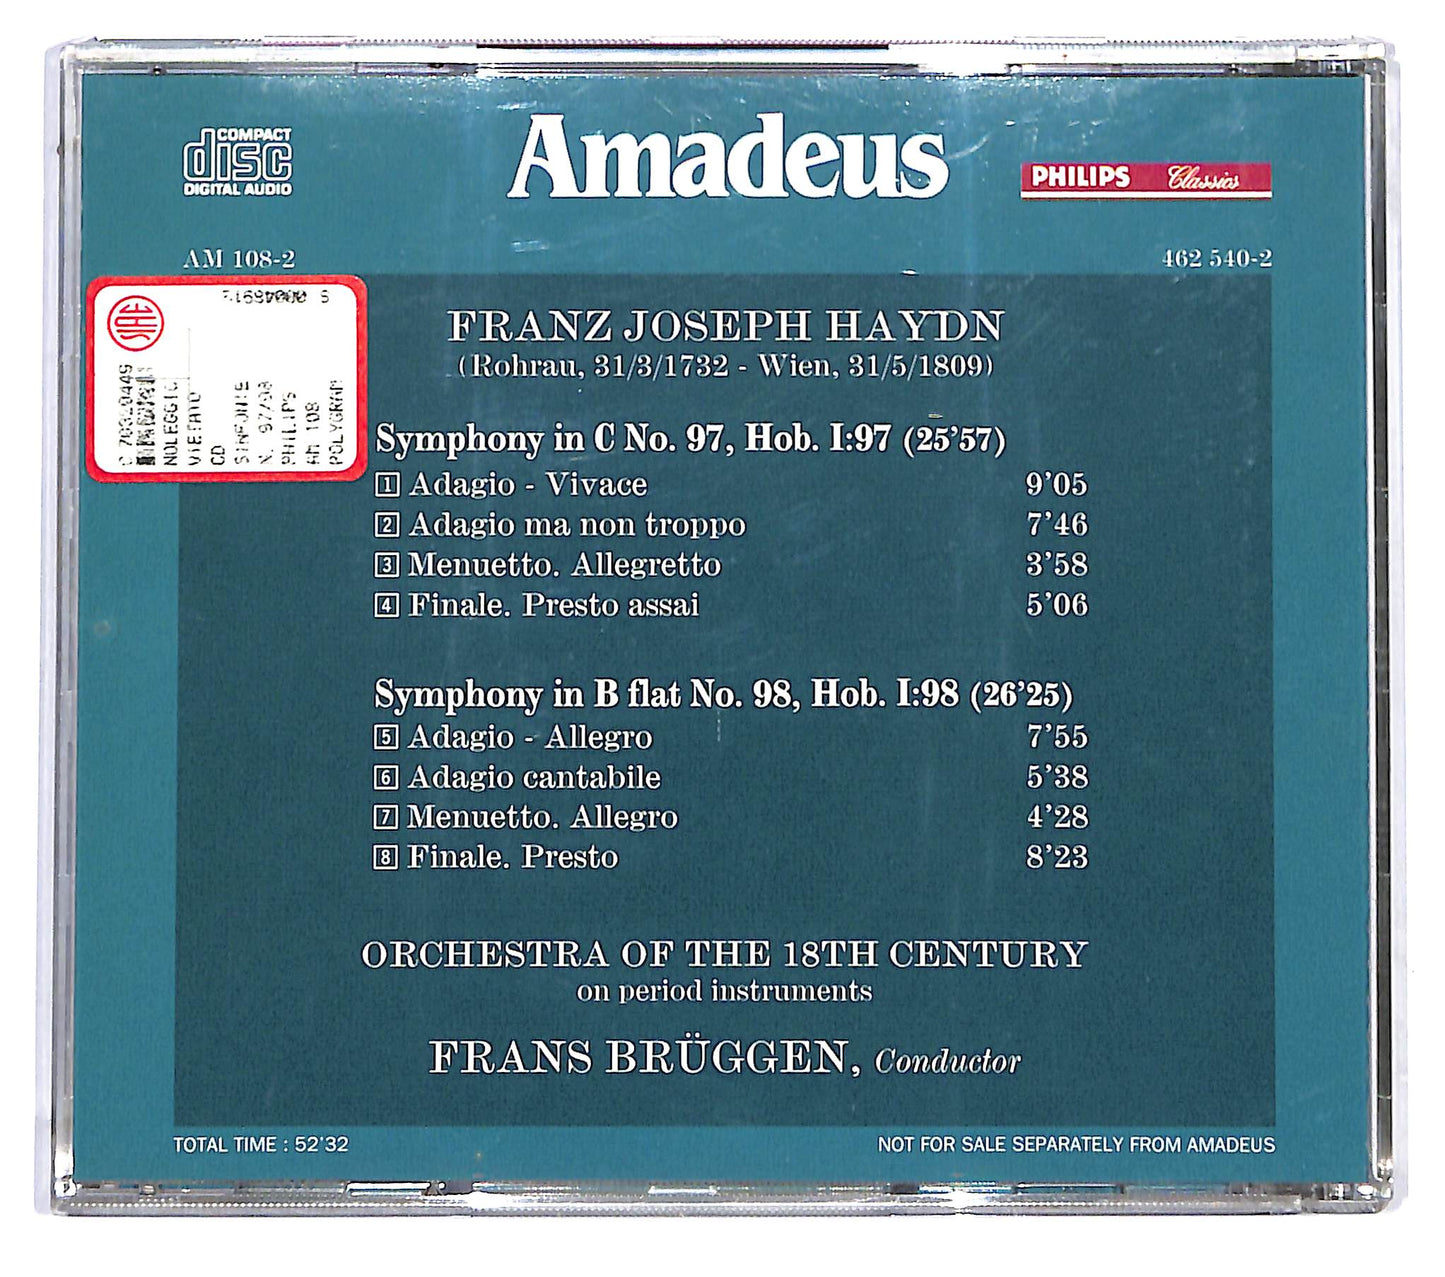 COMPACT
disc
DIGITAL AUDIO
Amadeus
PHILIPS Classics
AM 108-2
462 540-2
SIAE
NOLEGGIO
VIETATO
CD
SINFONIE
N. 97/98
PHILIPS
AM 108
POLYGRAM
FRANZ JOSEPH HAYDN
(Rohrau, 31/3/1732 - Wien, 31/5/1809)
Symphony in C No. 97, Hob. I:97 (25’57)
1 Adagio - Vivace 9’05
2 Adagio ma non troppo 7’46
3 Menuetto. Allegretto 3’58
4 Finale. Presto assai 5’06
Symphony in B flat No. 98, Hob. I:98 (26’25)
5 Adagio - Allegro 7’55
6 Adagio cantabile 5’38
7 Menuetto. Allegro 4’28
8 Finale. Presto 8’23
ORCHESTRA OF THE 18TH CENTURY
on period instruments
FRANS BRÜGGEN, Conductor
TOTAL TIME : 52’32
NOT FOR SALE SEPARATELY FROM AMADEUS